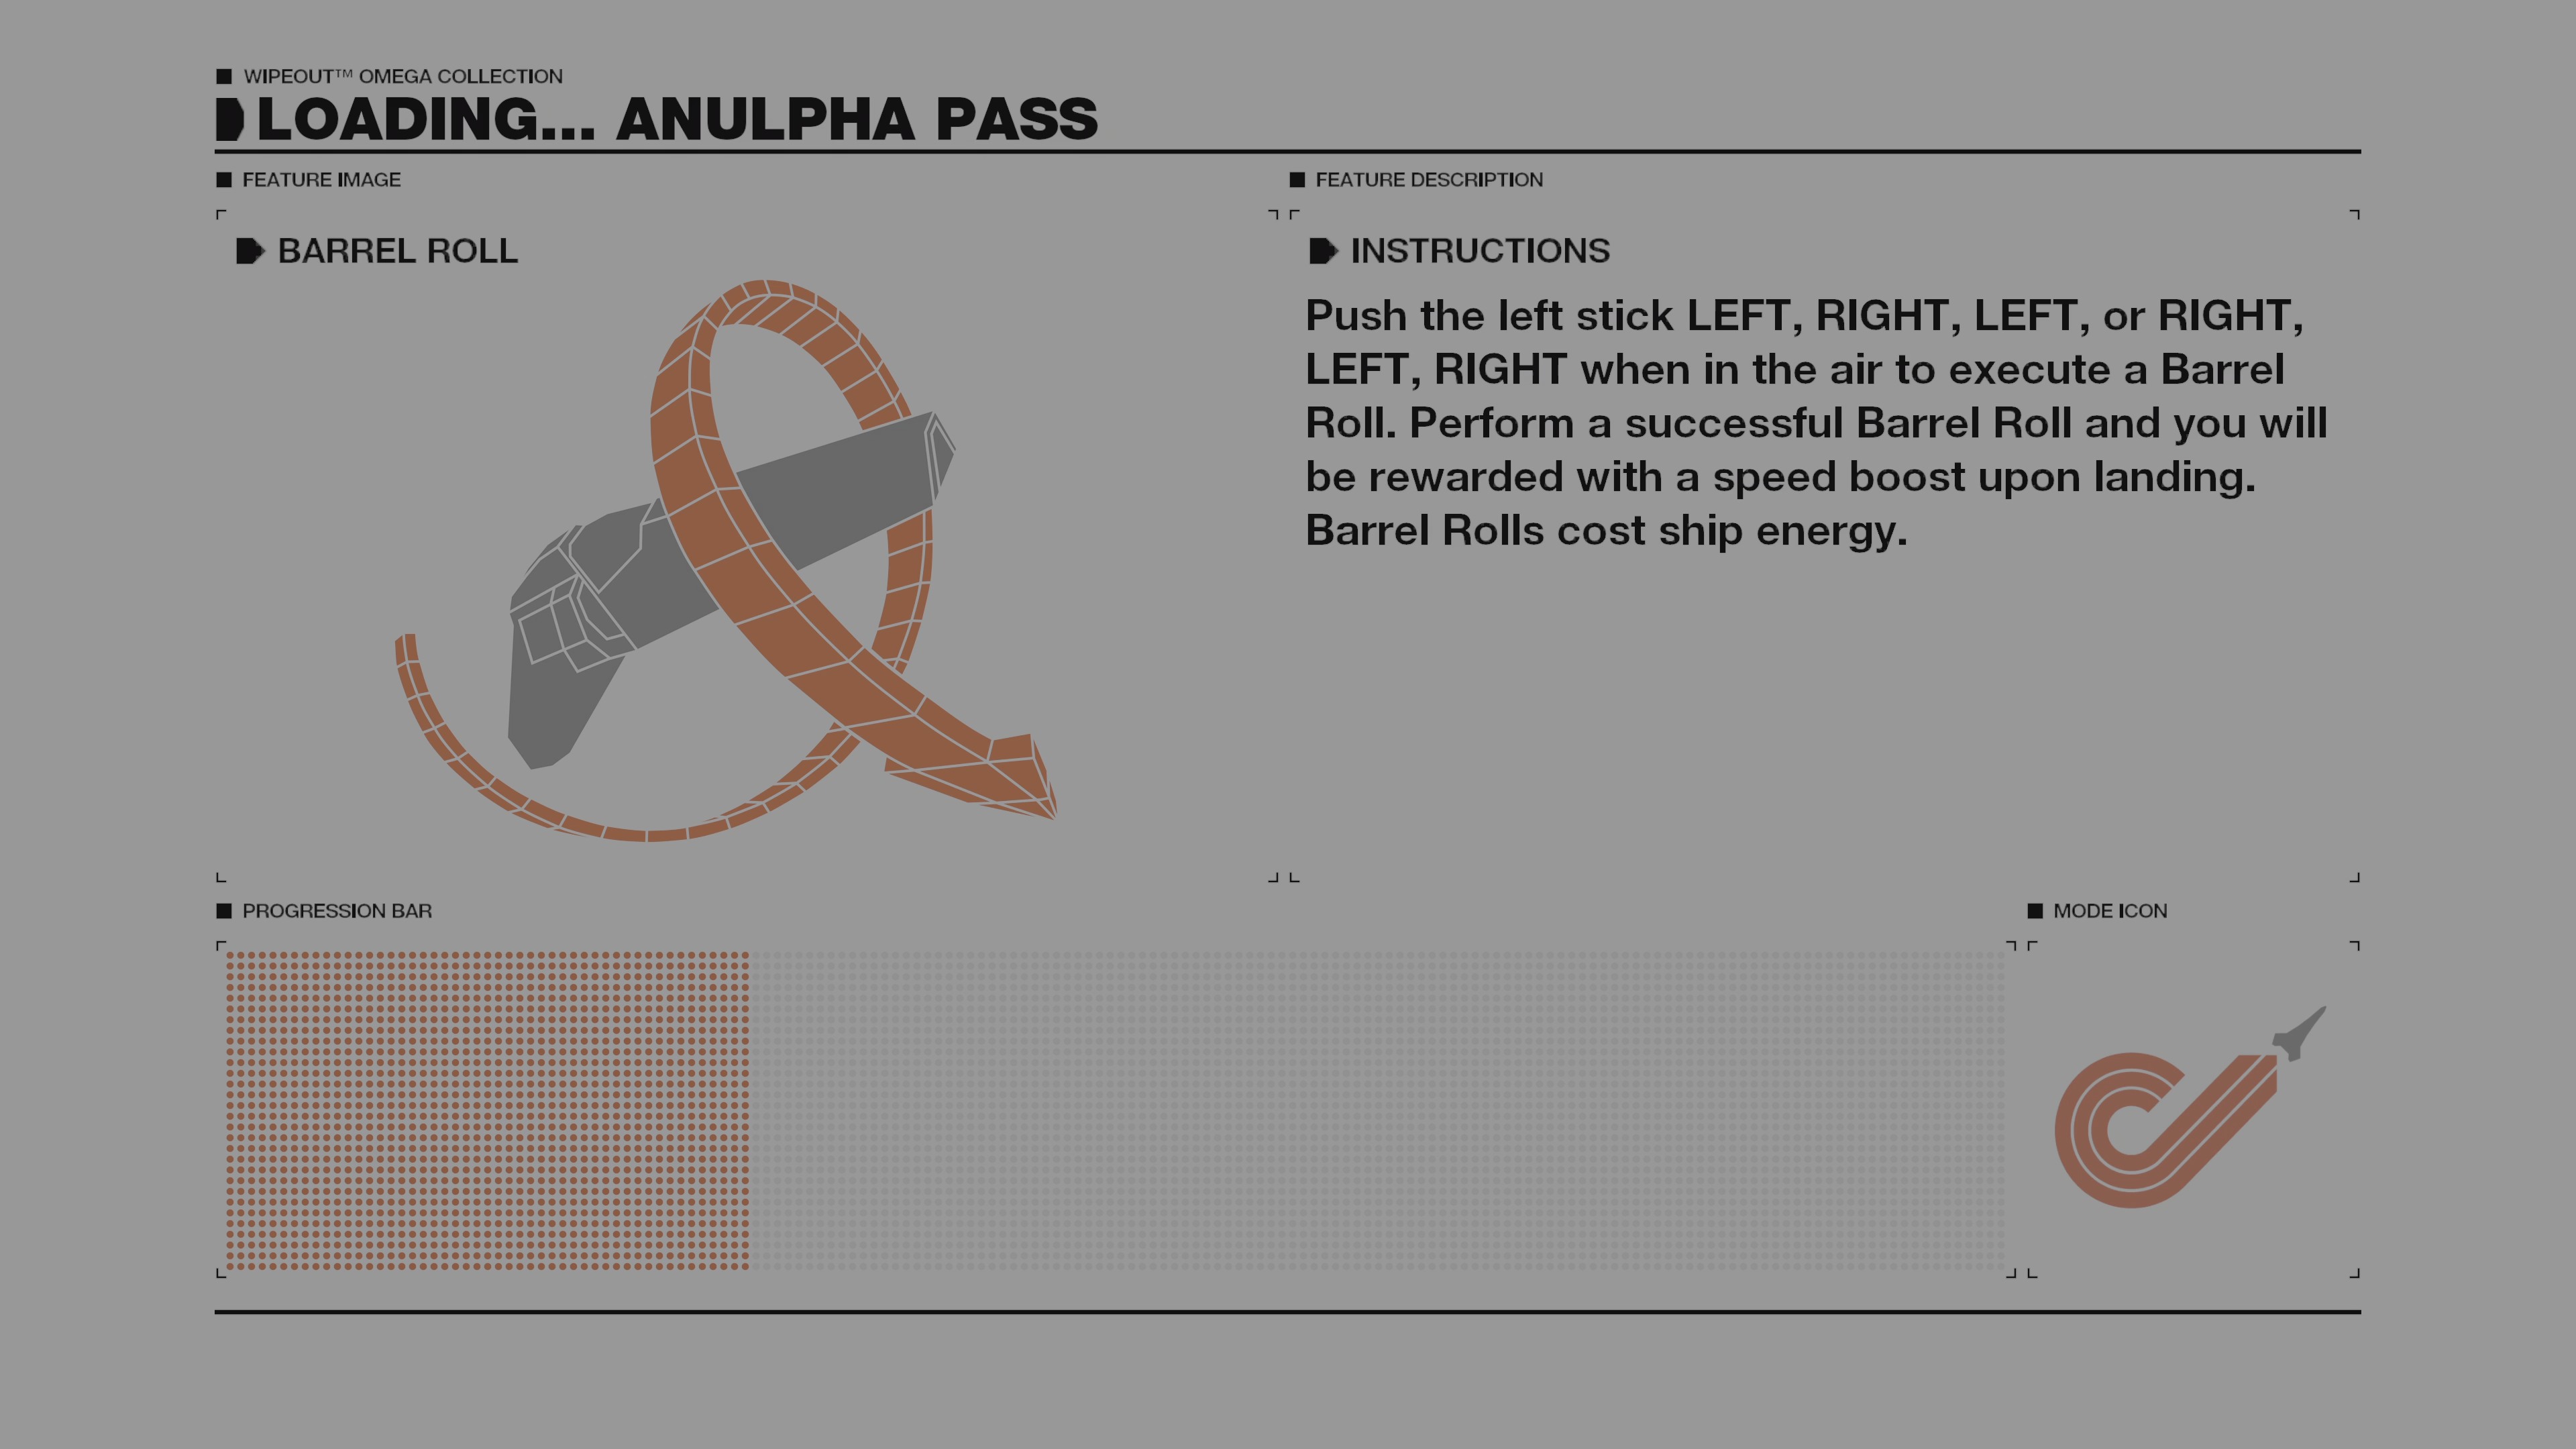 WIPEOUT™ OMEGA COLLECTION
LOADING... ANULPHA PASS
FEATURE IMAGE
BARREL ROLL
FEATURE DESCRIPTION
INSTRUCTIONS
Push the left stick LEFT, RIGHT, LEFT, or RIGHT,
LEFT, RIGHT when in the air to execute a Barrel
Roll. Perform a successful Barrel Roll and you will
be rewarded with a speed boost upon landing.
Barrel Rolls cost ship energy.
PROGRESSION BAR
MODE ICON